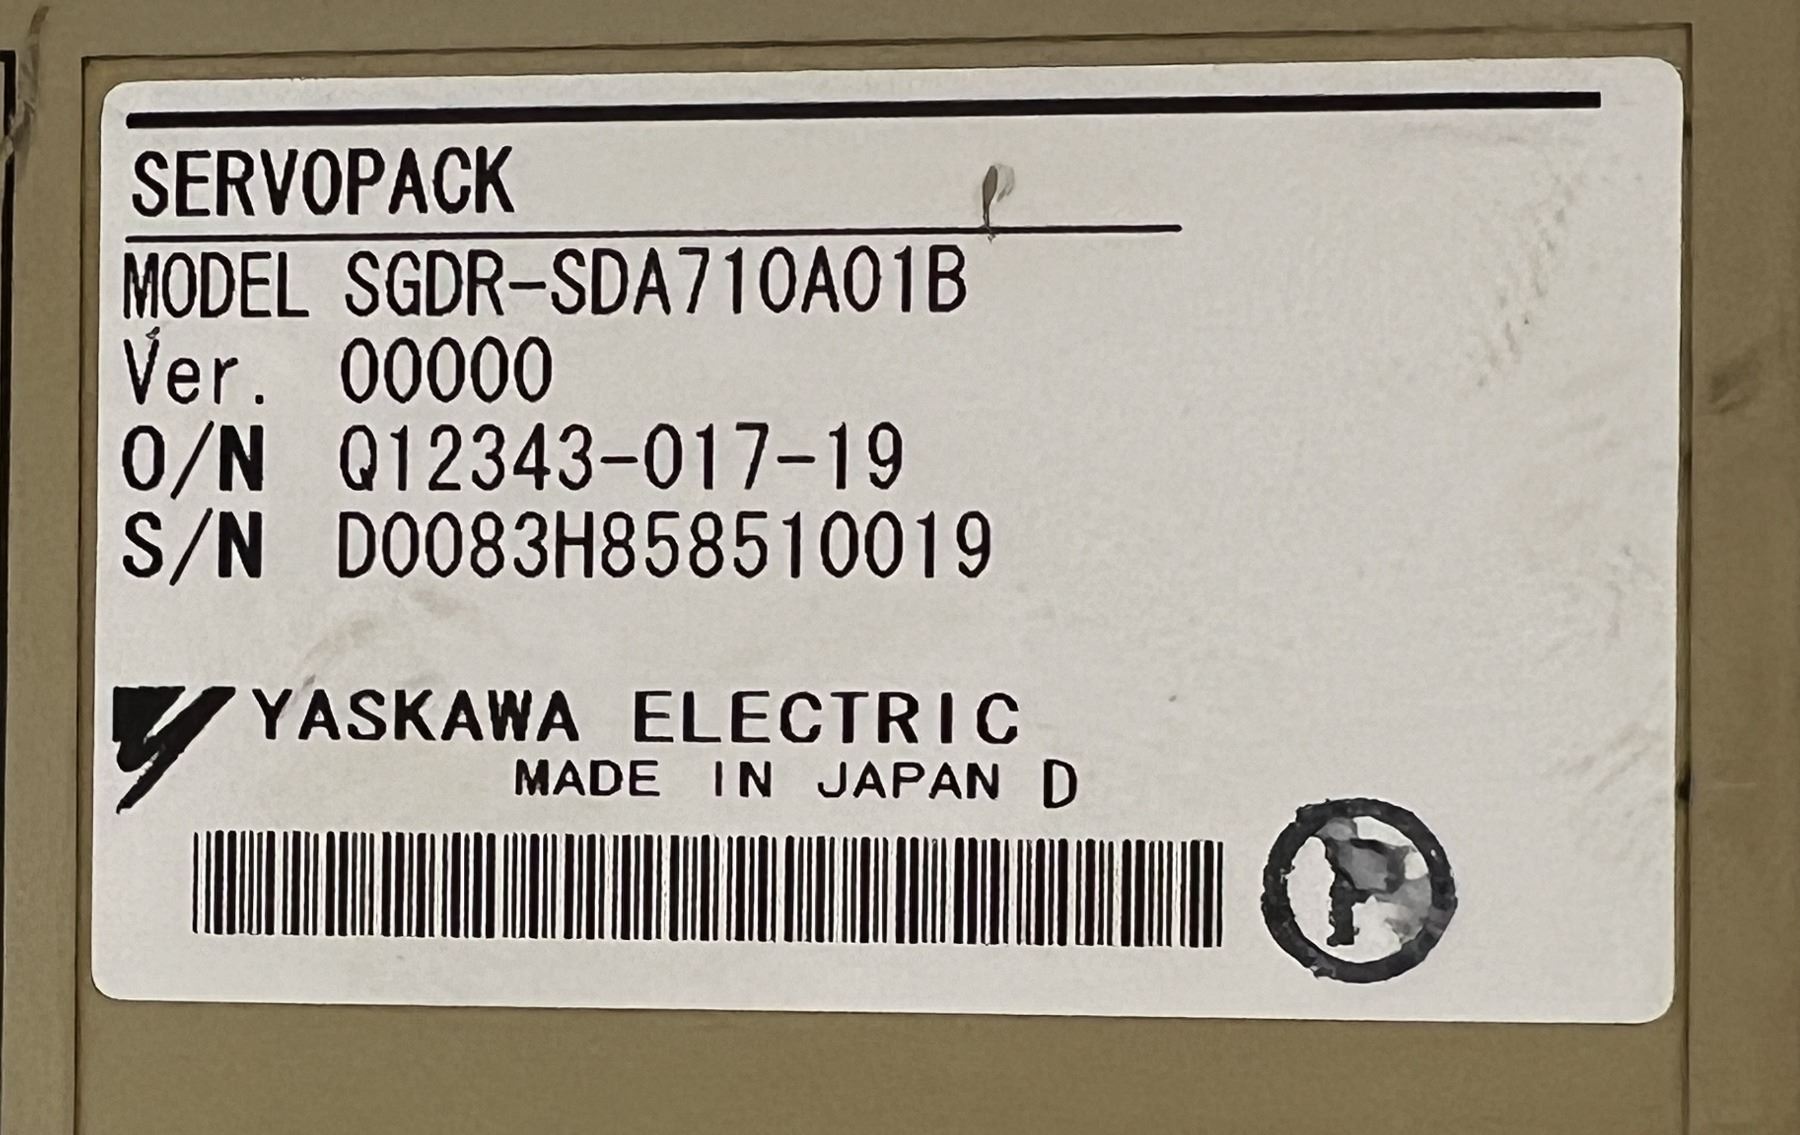 SERVOPACK
MODEL SGDR-SDA710A01B
Ver. 00000
O/N Q12343-017-19
S/N D0083H858510019
YASKAWA ELECTRIC
MADE IN JAPAN D
P